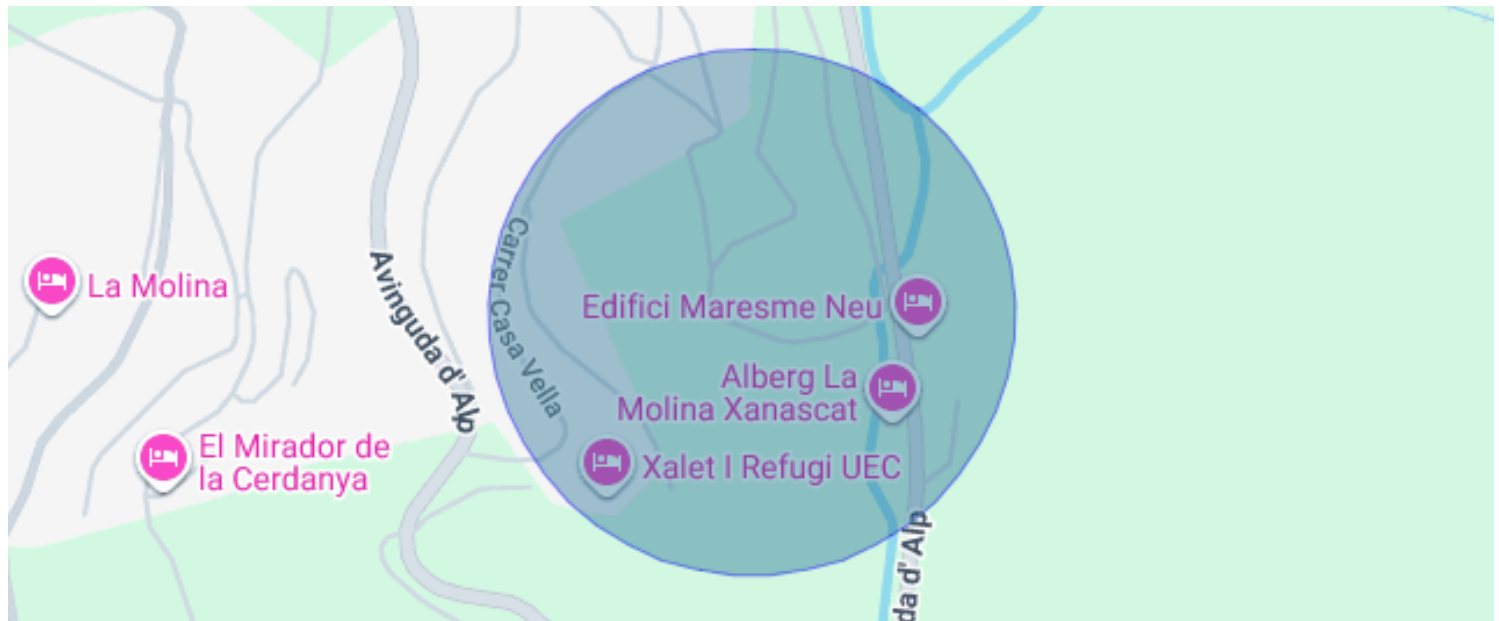 La Molina
El Mirador de
la Cerdanya
Avinguda d' Alp
Carrer Casa Vella
Edifici Maresme Neu
Alberg La
Molina Xanascat
Xalet I Refugi UEC
da d' Alp